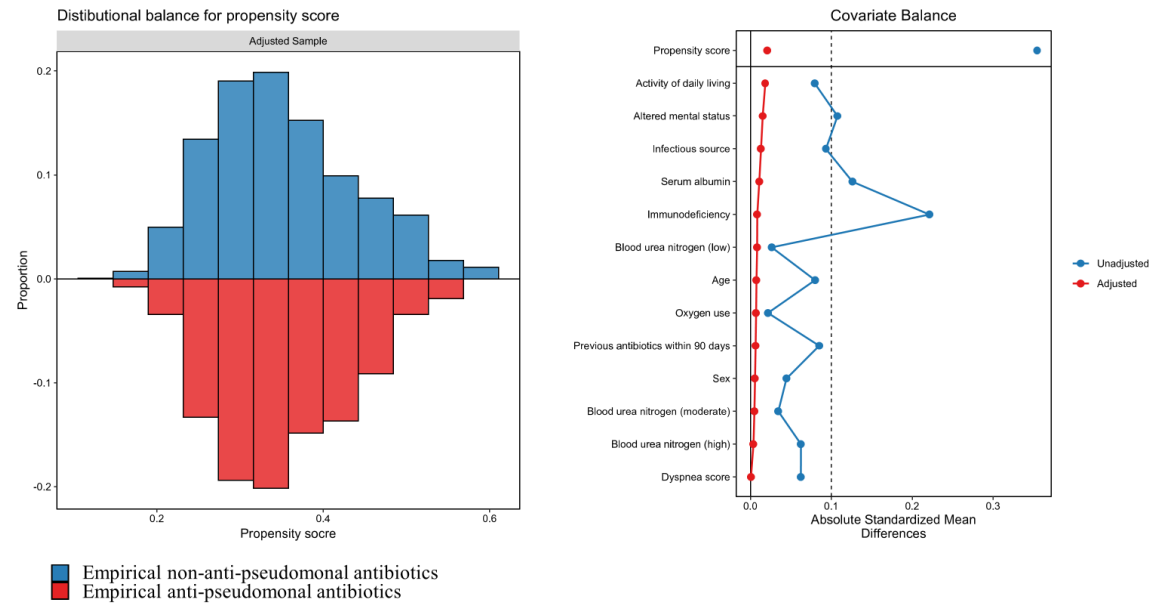 Distibutional balance for propensity score
Adjusted Sample
0.2
0.1
0.0
-0.1
-0.2
Proportion
0.2
0.4
0.6
Propensity score
Empirical non-anti-pseudomonal antibiotics
Empirical anti-pseudomonal antibiotics
Covariate Balance
Propensity score
Activity of daily living
Altered mental status
Infectious source
Serum albumin
Immunodeficiency
Blood urea nitrogen (low)
Age
Oxygen use
Previous antibiotics within 90 days
Sex
Blood urea nitrogen (moderate)
Blood urea nitrogen (high)
Dyspnea score
0.0
0.1
0.2
0.3
Absolute Standardized Mean
Differences
Unadjusted
Adjusted